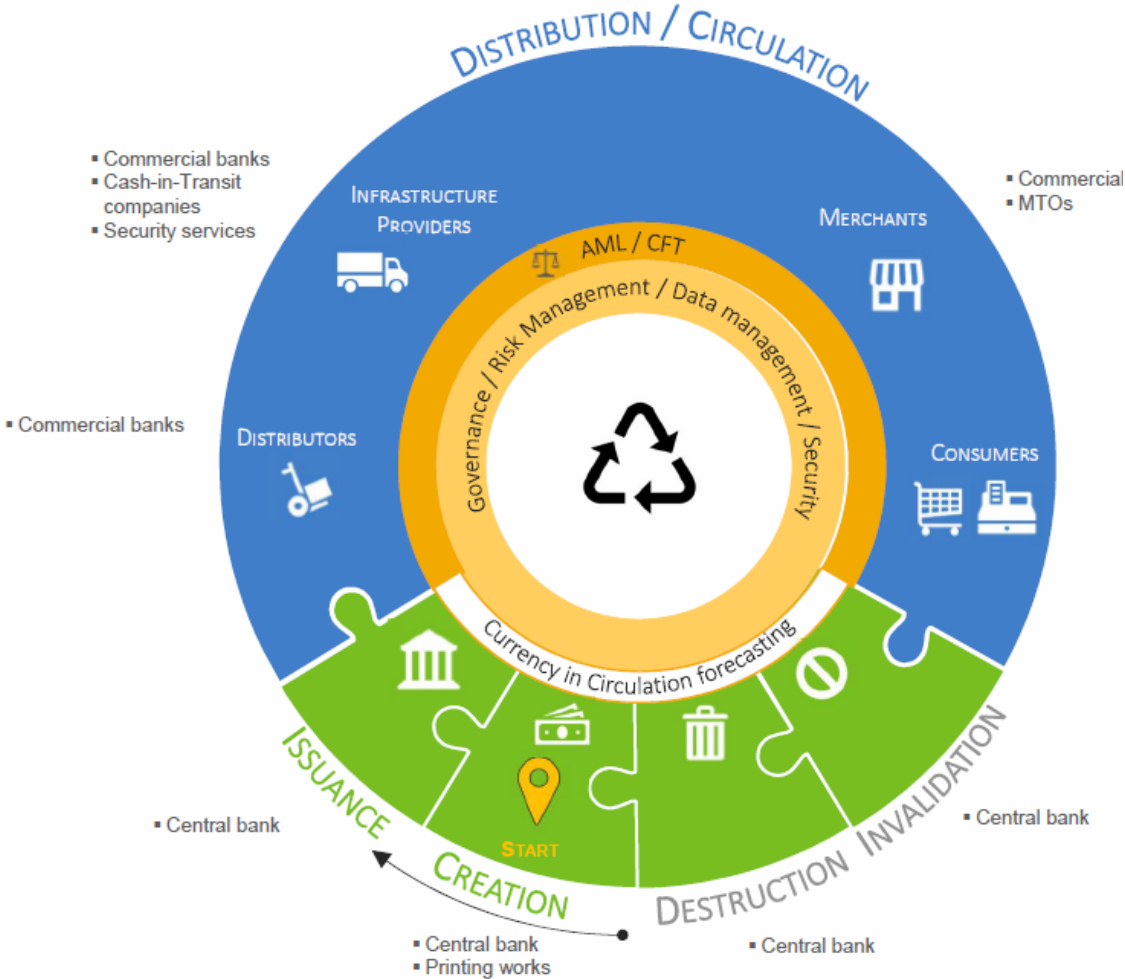 DISTRIBUTION / CIRCULATION
▪ Commercial banks
▪ Cash-in-Transit
companies
▪ Security services
INFRASTRUCTURE
PROVIDERS
MERCHANTS
▪ Commercial
▪ MTOs
AML / CFT
Governance / Risk Management / Data management / Security
▪ Commercial banks
DISTRIBUTORS
CONSUMERS
Currency in Circulation forecasting
START
ISSUANCE
▪ Central bank
CREATION
▪ Central bank
▪ Printing works
DESTRUCTION
▪ Central bank
INVALIDATION
▪ Central bank